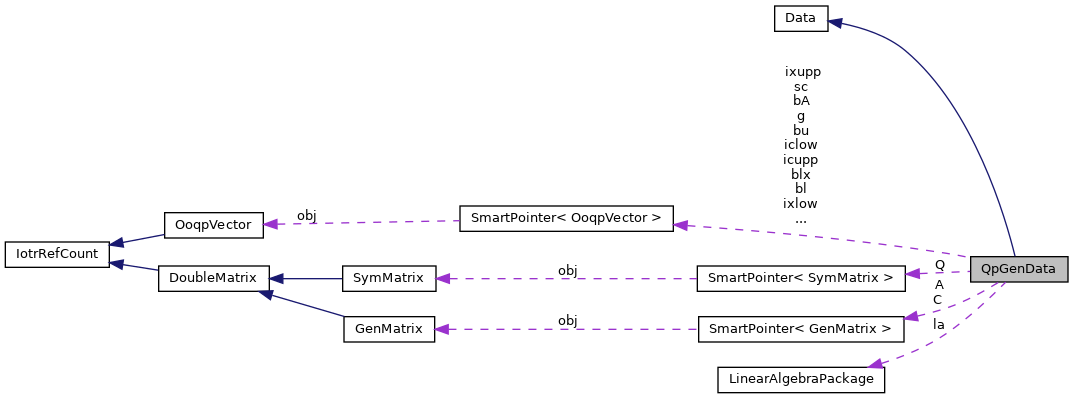 Data
ixupp
sc
bA
g
bu
iclow
icupp
blx
bl
ixlow
...
obj
OoqpVector
SmartPointer< OoqpVector >
IotrRefCount
DoubleMatrix
SymMatrix
obj
SmartPointer< SymMatrix >
Q
QpGenData
A
C
GenMatrix
obj
SmartPointer< GenMatrix >
la
LinearAlgebraPackage